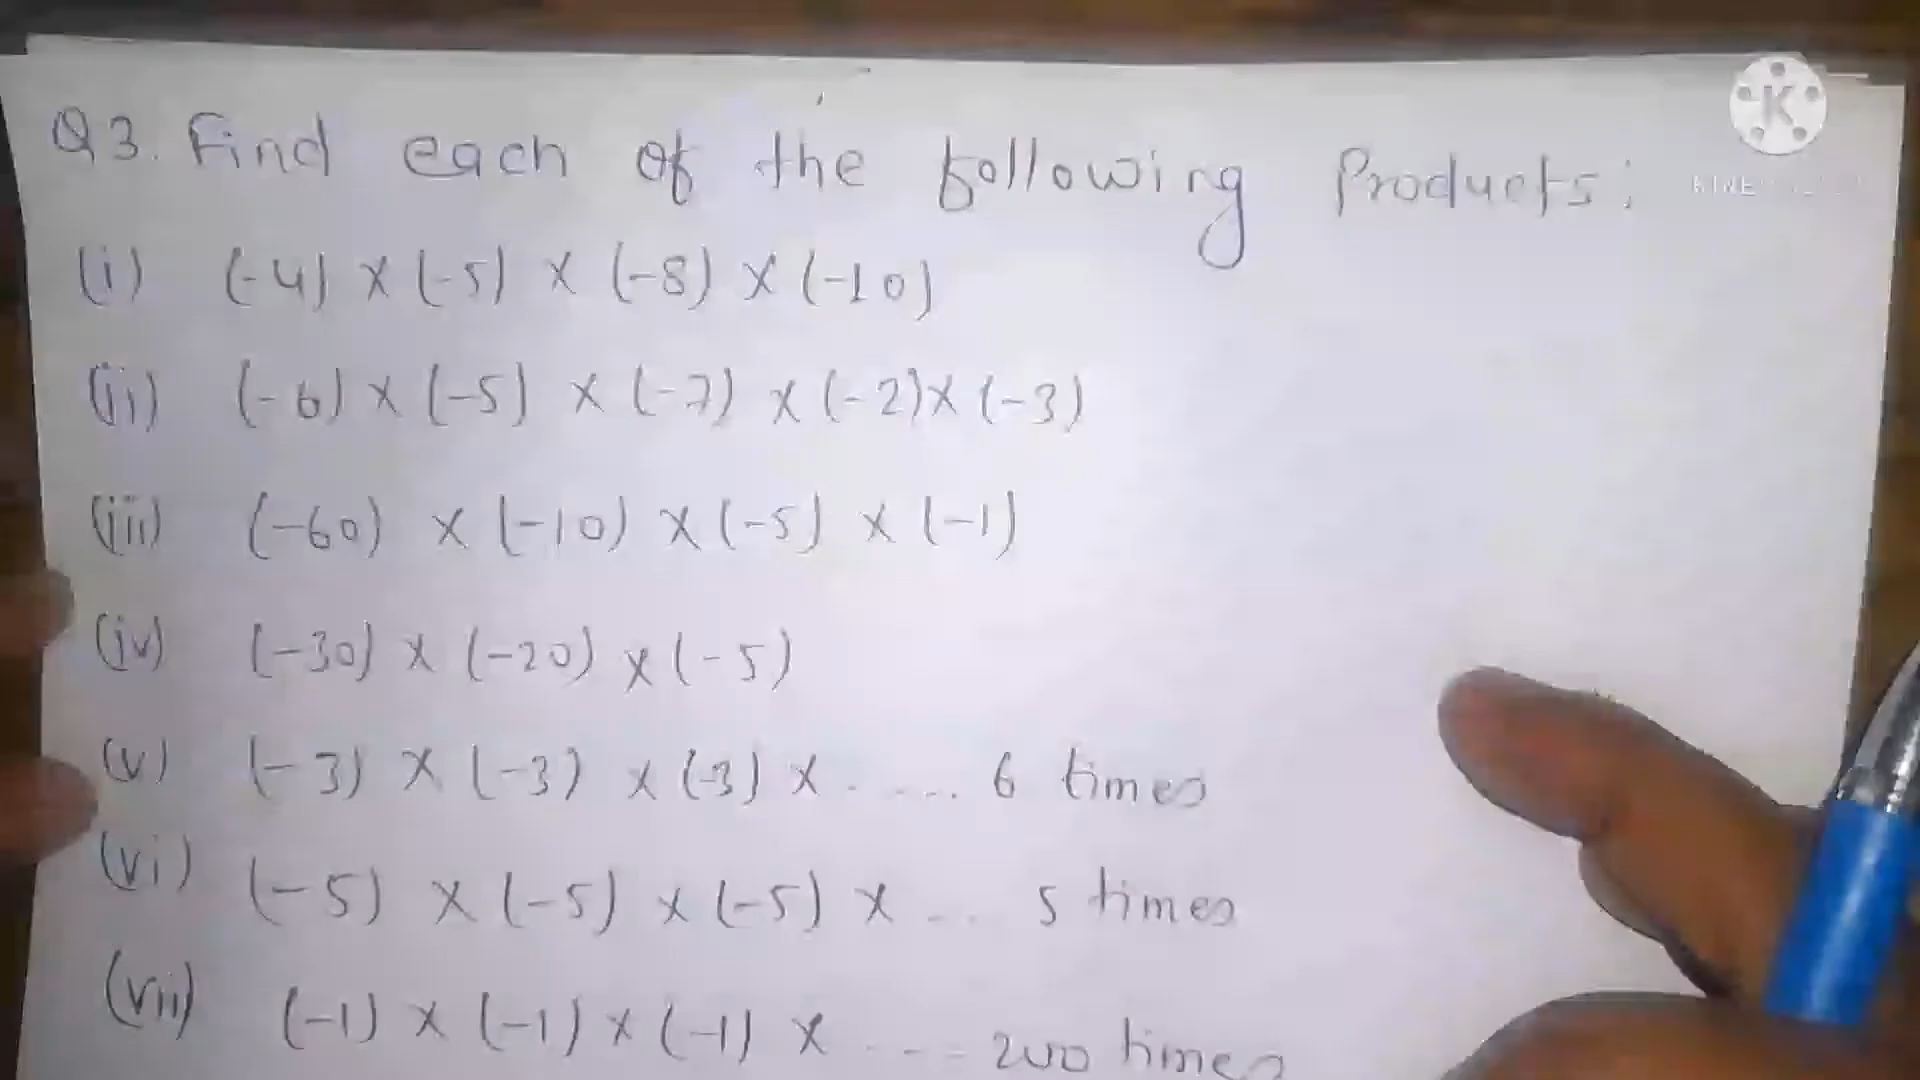 Q3. Find each of the following Products:
(i) (-4) × (-5) × (-8) × (-10)
(ii) (-6) × (-5) × (-7) × (-2) × (-3)
(iii) (-60) × (-10) × (-5) × (-1)
(iv) (-30) × (-20) × (-5)
(v) (-3) × (-3) × (-3) × ..... 6 times
(vi) (-5) × (-5) × (-5) × ... 5 times
(vii) (-1) × (-1) × (-1) × .... 200 times
K